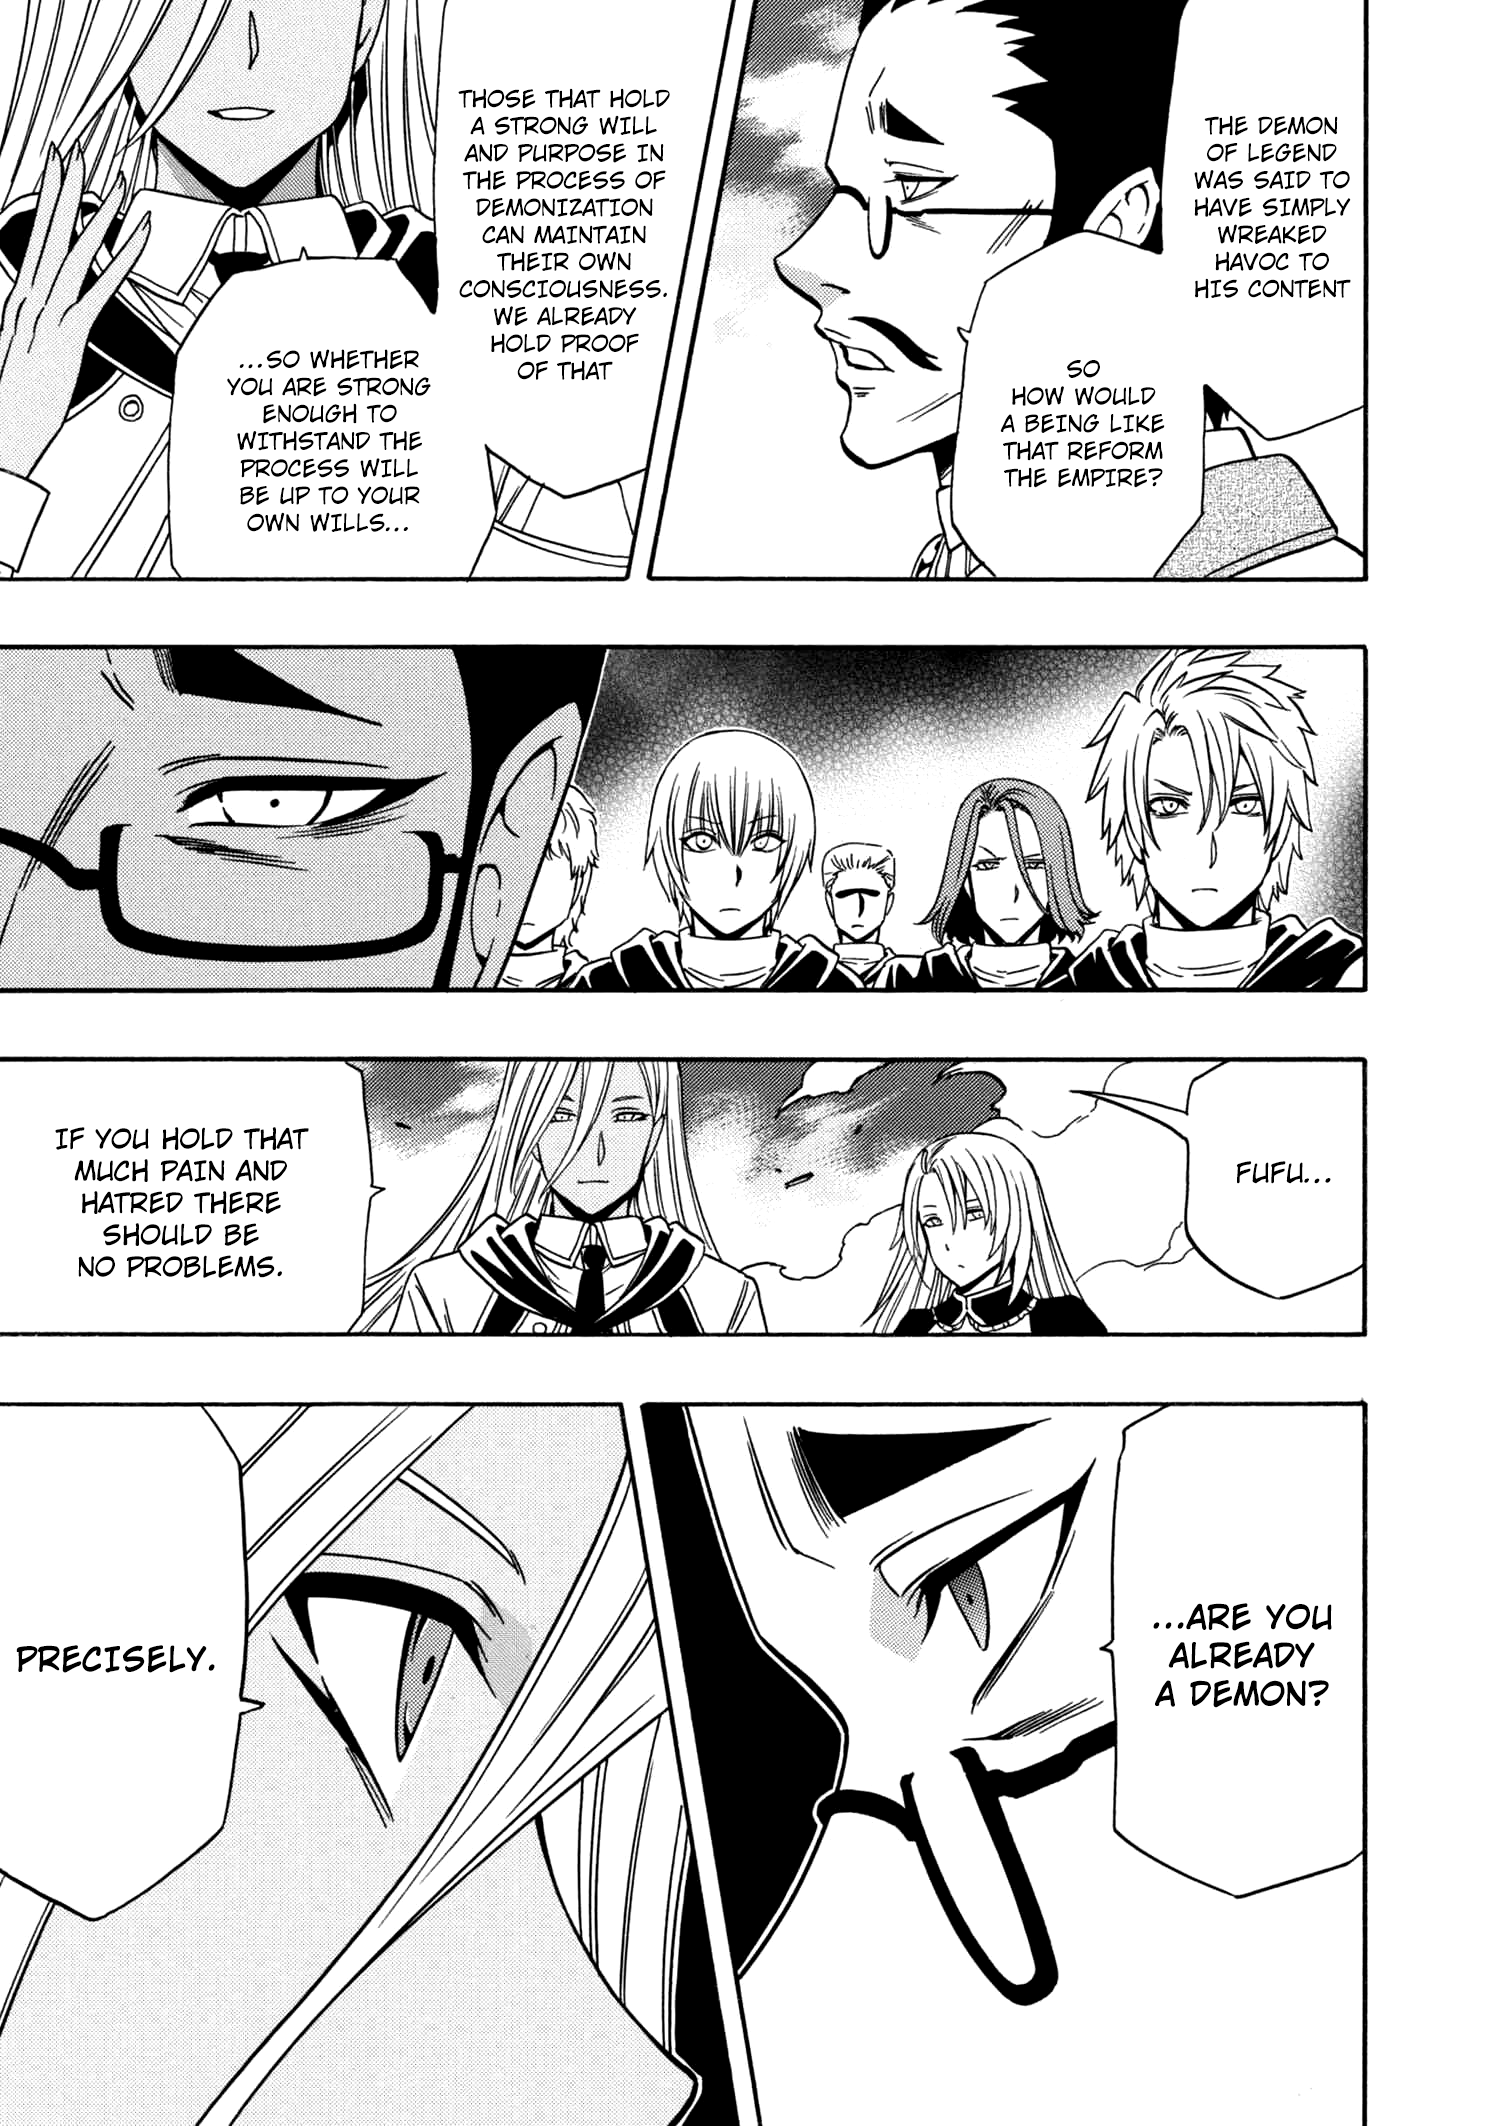 THE DEMON
OF LEGEND
WAS SAID TO
HAVE SIMPLY
WREAKED
HAVOC TO
HIS CONTENT
SO
HOW WOULD
A BEING LIKE
THAT REFORM
THE EMPIRE?
THOSE THAT HOLD
A STRONG WILL
AND PURPOSE IN
THE PROCESS OF
DEMONIZATION
CAN MAINTAIN
THEIR OWN
CONSCIOUSNESS.
WE ALREADY
HOLD PROOF
OF THAT
...SO WHETHER
YOU ARE STRONG
ENOUGH TO
WITHSTAND THE
PROCESS WILL
BE UP TO YOUR
OWN WILLS...
FUFU...
IF YOU HOLD THAT
MUCH PAIN AND
HATRED THERE
SHOULD BE
NO PROBLEMS.
...ARE YOU
ALREADY
A DEMON?
PRECISELY.